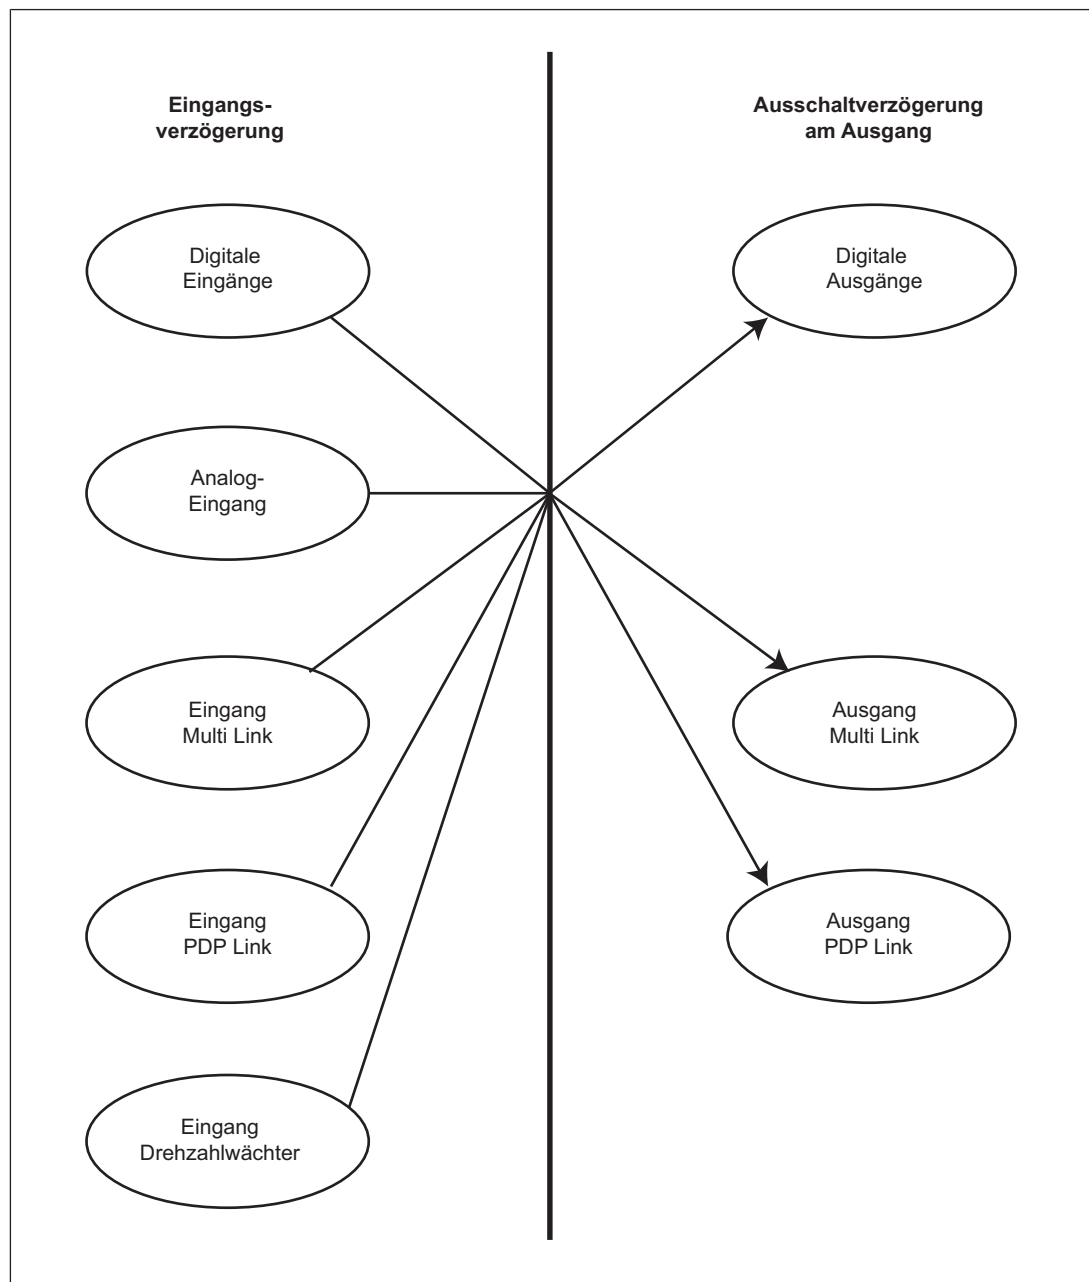 Eingangs-
verzögerung
Ausschaltverzögerung
am Ausgang
Digitale
Eingänge
Digitale
Ausgänge
Analog-
Eingang
Eingang
Multi Link
Ausgang
Multi Link
Eingang
PDP Link
Ausgang
PDP Link
Eingang
Drehzahlwächter